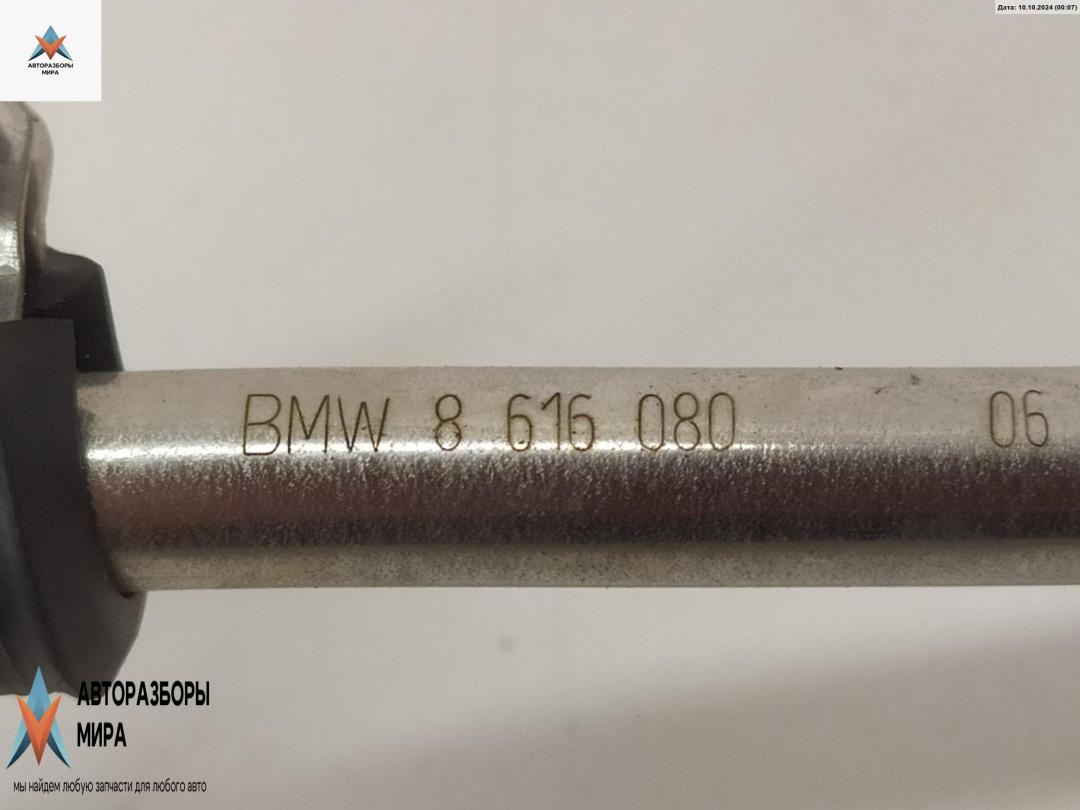 АВТОРАЗБОРЫ
МИРА
Дата: 10.10.2024 (00:07)
BMW 8 616 080 06
АВТОРАЗБОРЫ
МИРА
мы найдем любую запчасти для любого авто